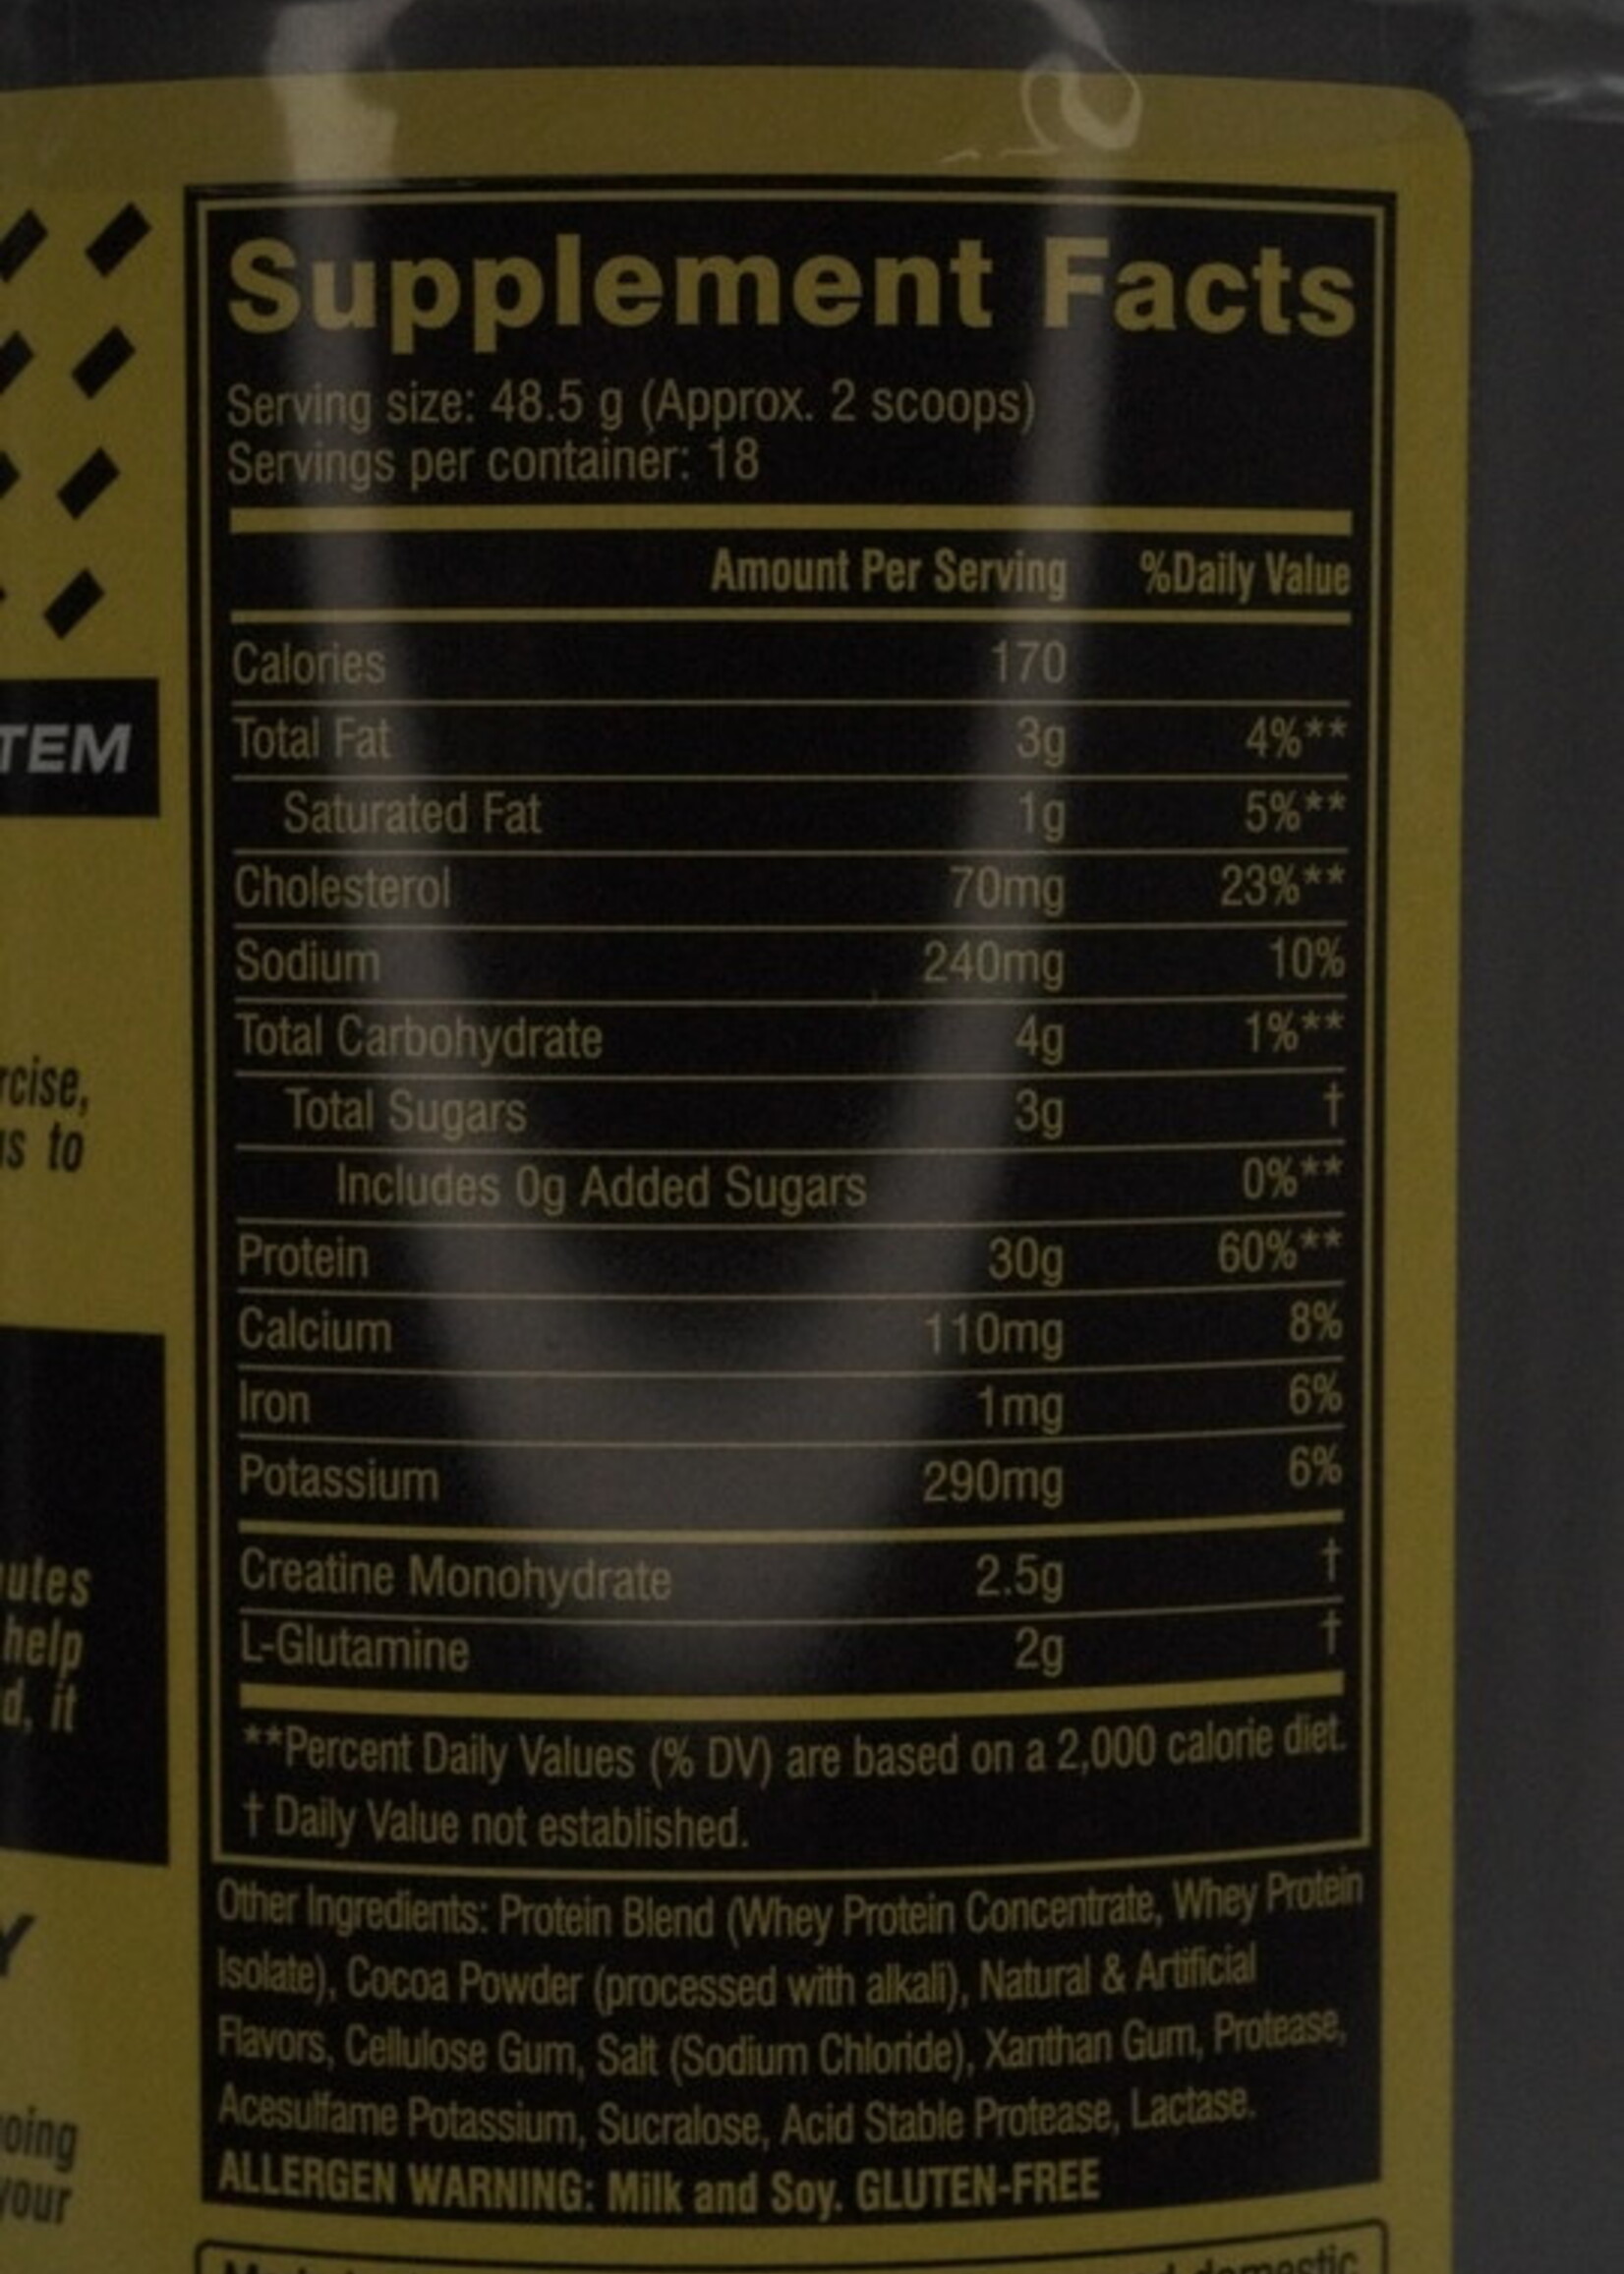 Supplement Facts
Serving size: 48.5 g (Approx. 2 scoops)
Servings per container: 18
Amount Per Serving %Daily Value
Calories 170
Total Fat 3g 4%**
Saturated Fat 1g 5%**
Cholesterol 70mg 23%**
Sodium 240mg 10%
Total Carbohydrate 4g 1%**
Total Sugars 3g †
Includes 0g Added Sugars 0%**
Protein 30g 60%**
Calcium 110mg 8%
Iron 1mg 6%
Potassium 290mg 6%
Creatine Monohydrate 2.5g †
L-Glutamine 2g †
**Percent Daily Values (% DV) are based on a 2,000 calorie diet.
† Daily Value not established.
Other Ingredients: Protein Blend (Whey Protein Concentrate, Whey Protein
Isolate), Cocoa Powder (processed with alkali), Natural & Artificial
Flavors, Cellulose Gum, Salt (Sodium Chloride), Xanthan Gum, Protease,
Acesulfame Potassium, Sucralose, Acid Stable Protease, Lactase.
ALLERGEN WARNING: Milk and Soy. GLUTEN-FREE
domestic
TEM
rcise,
to
utes
help
d, it
Y
oing
your